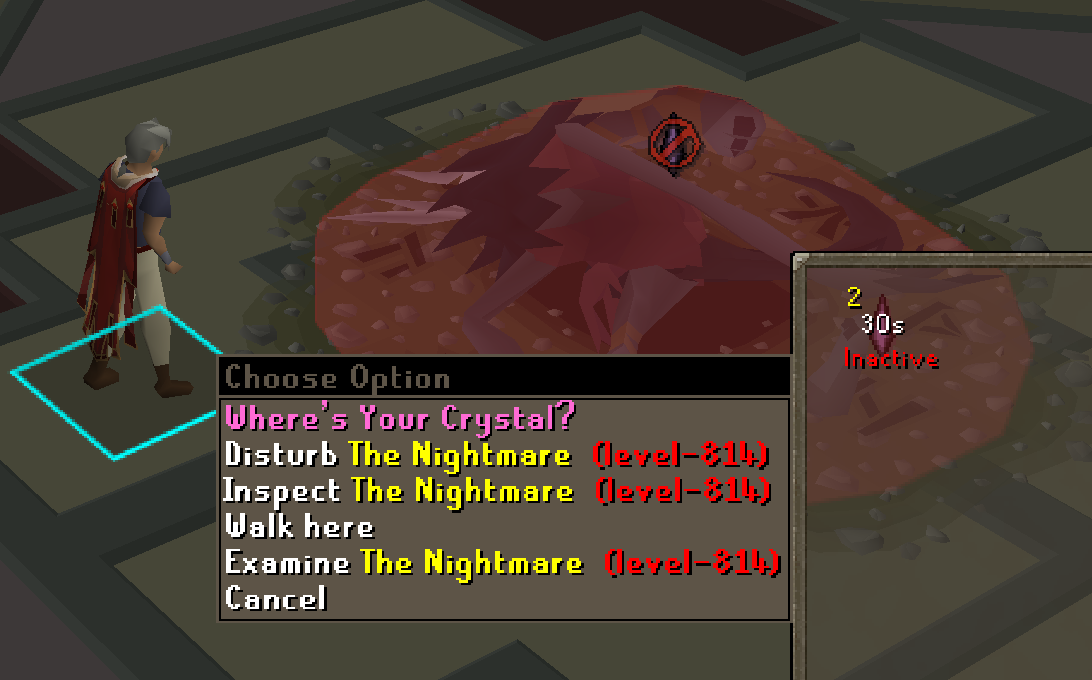 2
30s
Inactive
Choose Option
Where's Your Crystal?
Disturb The Nightmare (level-814)
Inspect The Nightmare (level-814)
Walk here
Examine The Nightmare (level-814)
Cancel